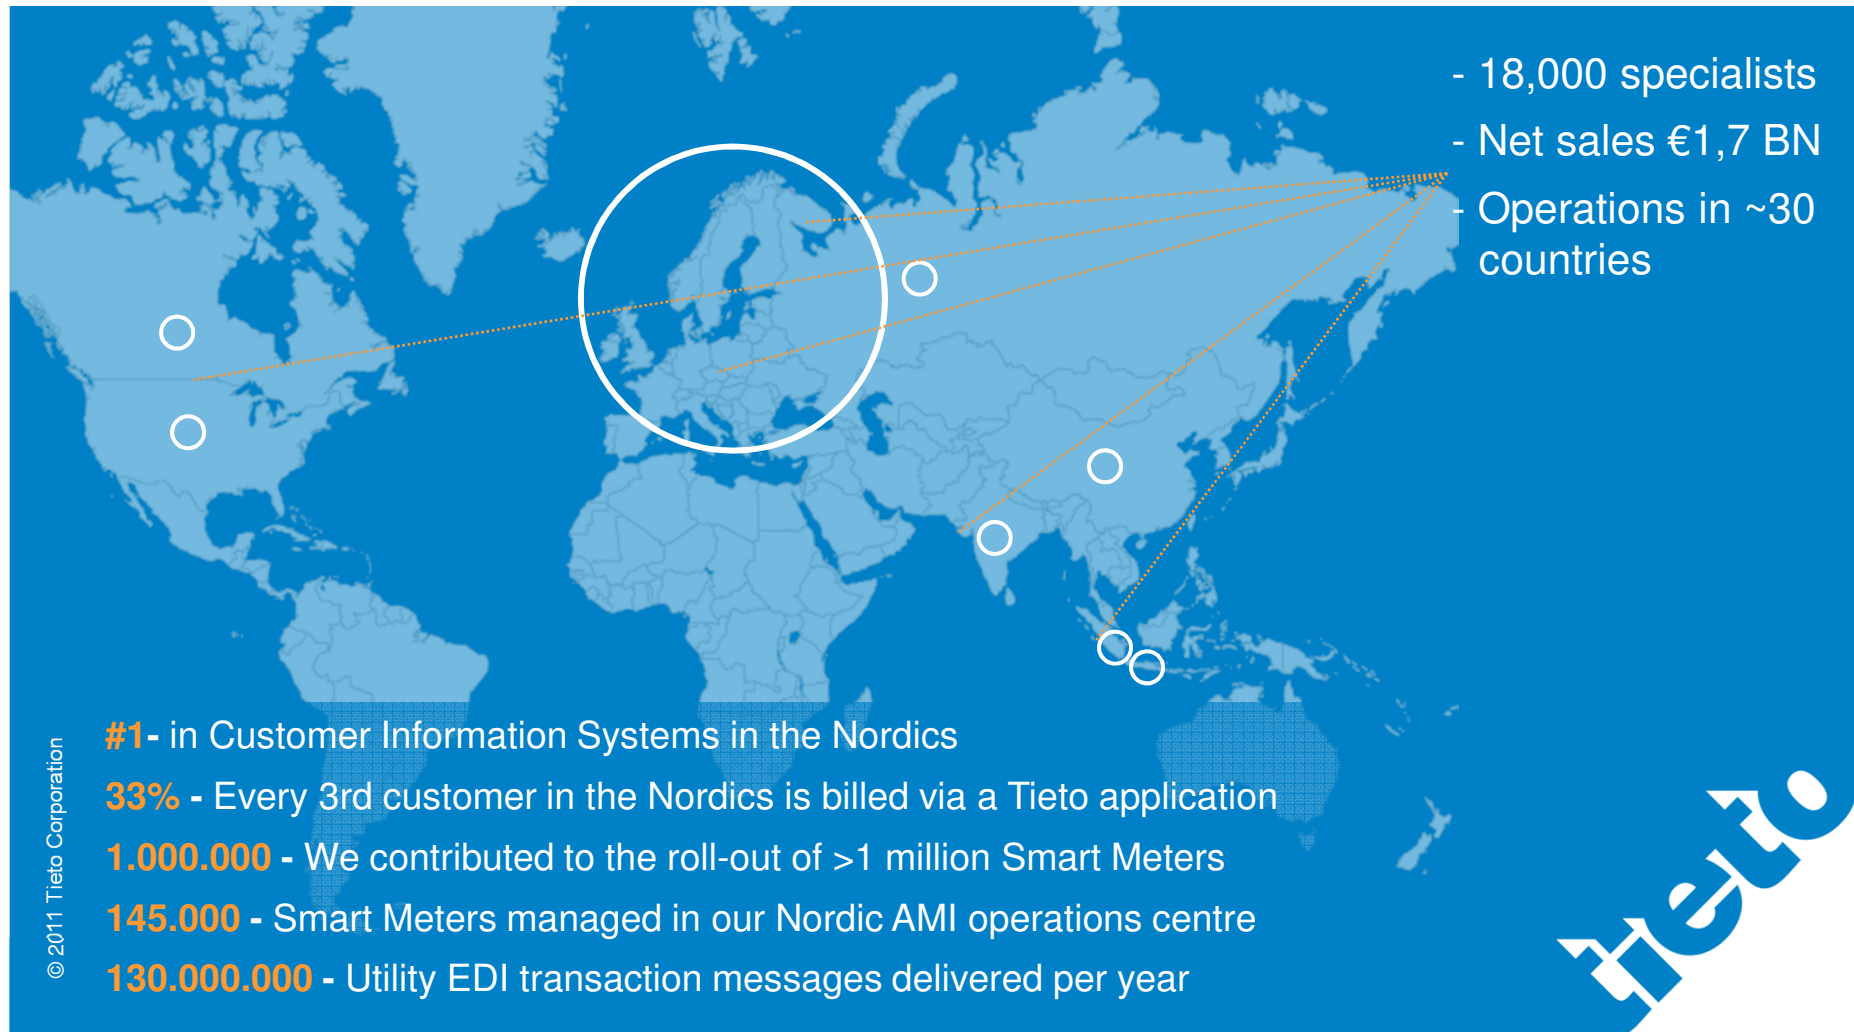 - 18,000 specialists
- Net sales €1,7 BN
- Operations in ~30
countries
#1- in Customer Information Systems in the Nordics
33% - Every 3rd customer in the Nordics is billed via a Tieto application
1.000.000 - We contributed to the roll-out of >1 million Smart Meters
145.000 - Smart Meters managed in our Nordic AMI operations centre
130.000.000 - Utility EDI transaction messages delivered per year
© 2011 Tieto Corporation
tieto